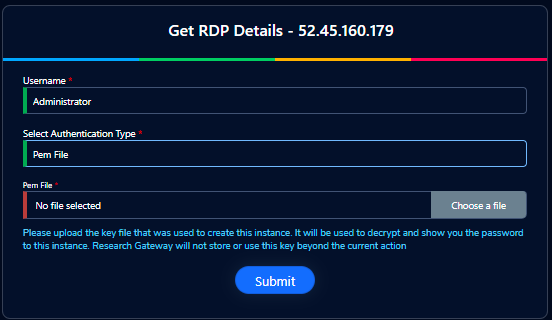 Get RDP Details - 52.45.160.179
Username *
Administrator
Select Authentication Type *
Pem File
Pem File *
No file selected
Choose a file
Please upload the key file that was used to create this instance. It will be used to decrypt and show you the password
to this instance. Research Gateway will not store or use this key beyond the current action
Submit